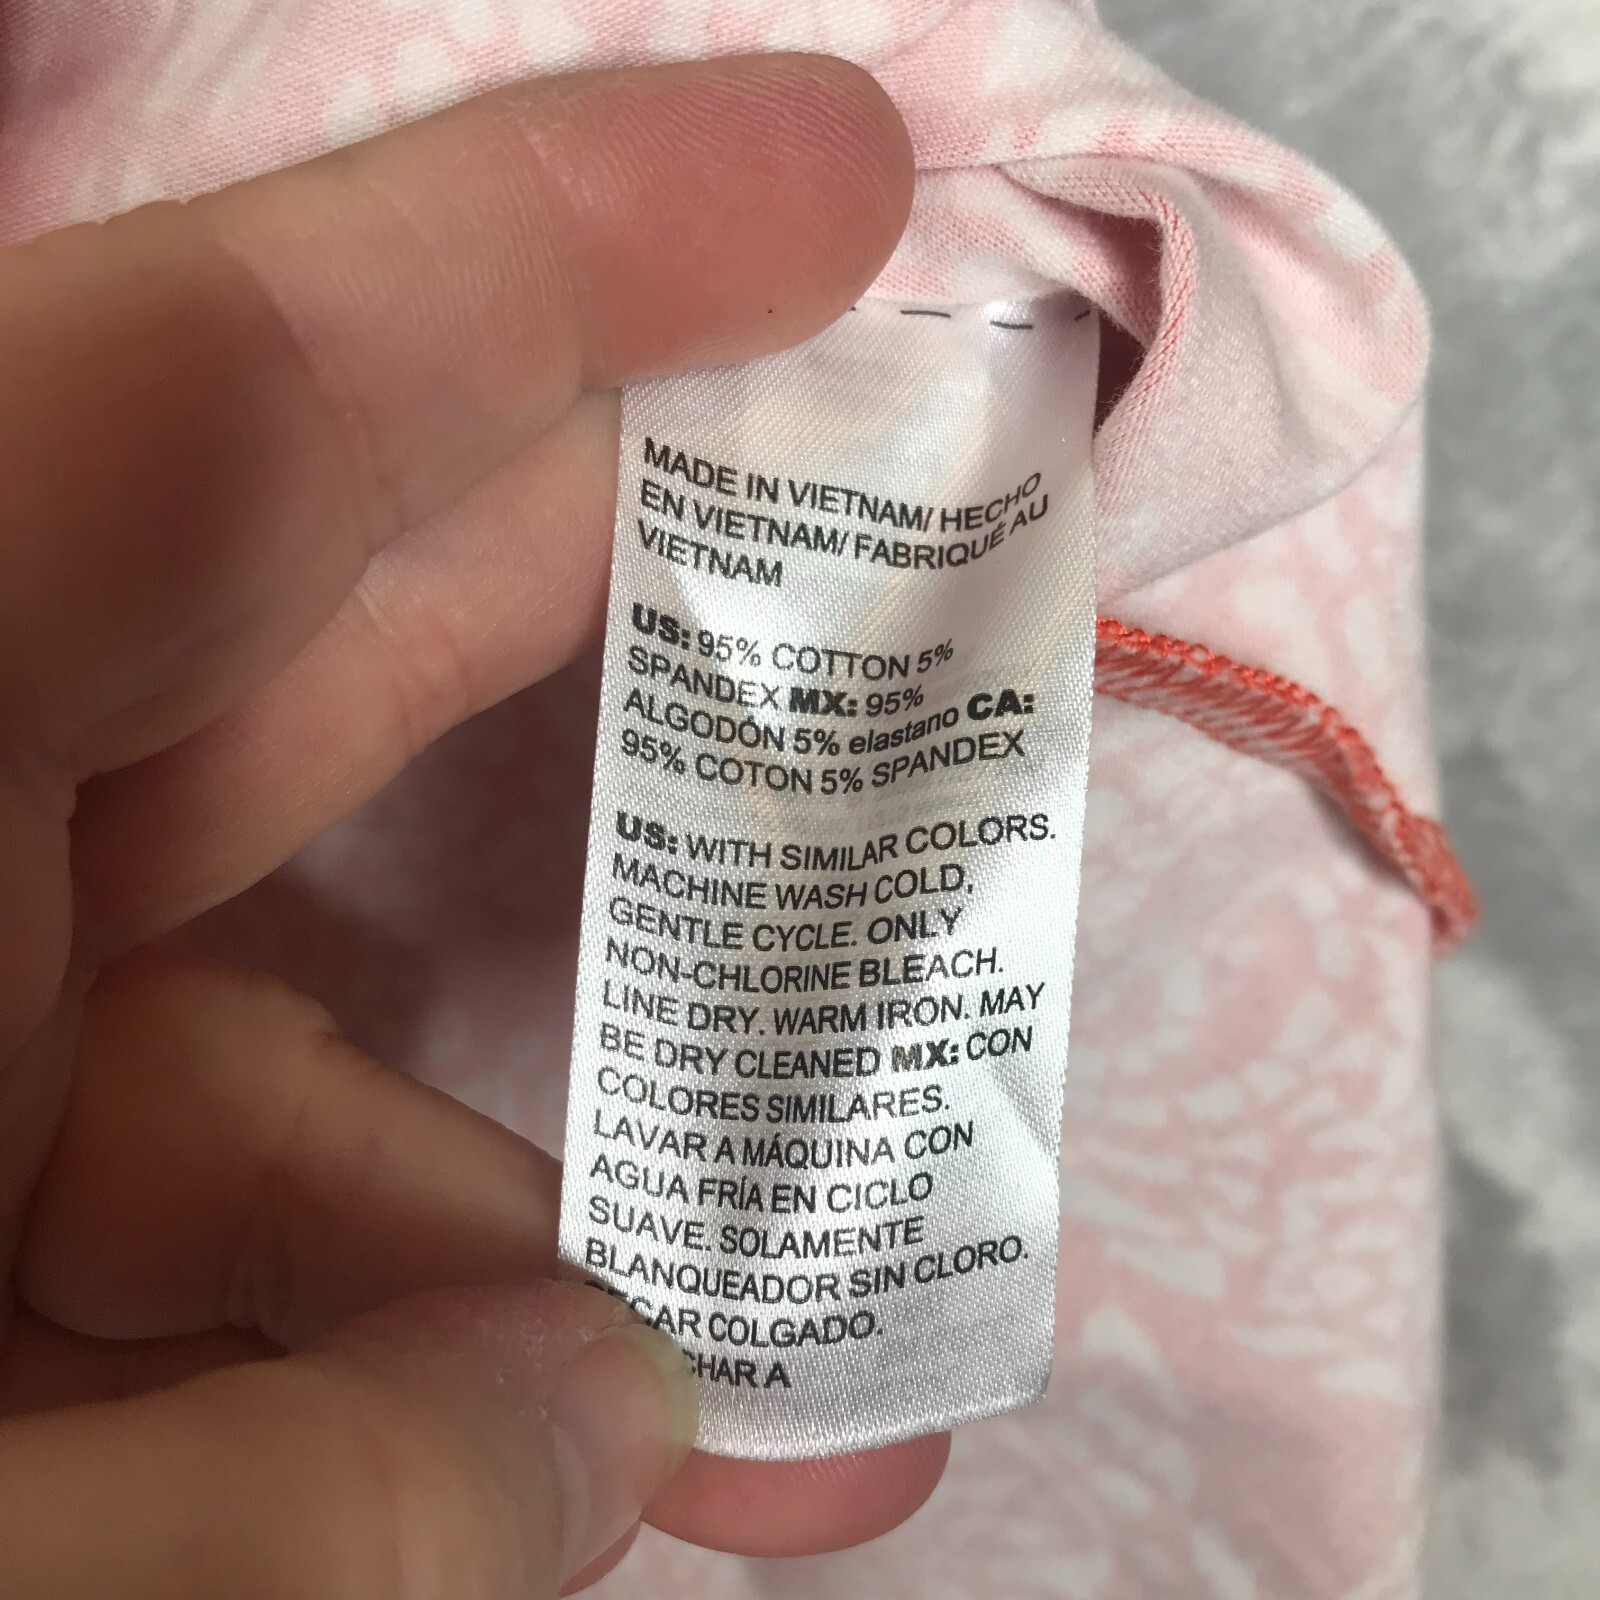 MADE IN VIETNAM/ HECHO
EN VIETNAM/ FABRIQUÉ AU
VIETNAM
US: 95% COTTON 5%
SPANDEX MX: 95%
ALGODÓN 5% elastano CA:
95% COTON 5% SPANDEX
US: WITH SIMILAR COLORS.
MACHINE WASH COLD,
GENTLE CYCLE. ONLY
NON-CHLORINE BLEACH.
LINE DRY. WARM IRON. MAY
BE DRY CLEANED MX: CON
COLORES SIMILARES.
LAVAR A MÁQUINA CON
AGUA FRÍA EN CICLO
SUAVE. SOLAMENTE
BLANQUEADOR SIN CLORO.
COLGADO.
A